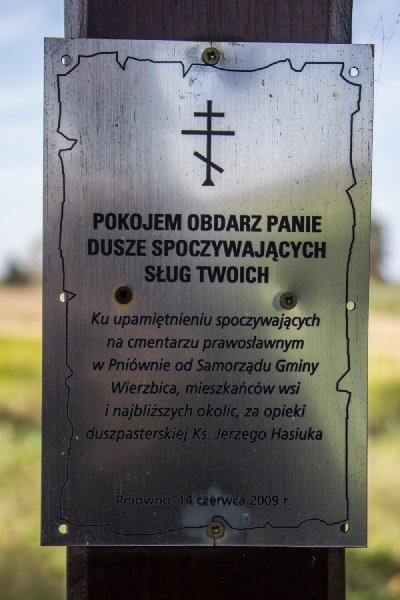 POKOJEM OBDARZ PANIE
DUSZE SPOCZYWAJĄCYCH
SŁUG TWOICH
Ku upamiętnieniu spoczywających
na cmentarzu prawosławnym
w Pniównie od Samorządu Gminy
Wierzbica, mieszkańców wsi
i najbliższych okolic, za opieki
duszpasterskiej Ks. Jerzego Hasiuka
Pniówno, 14 czerwca 2009 r.